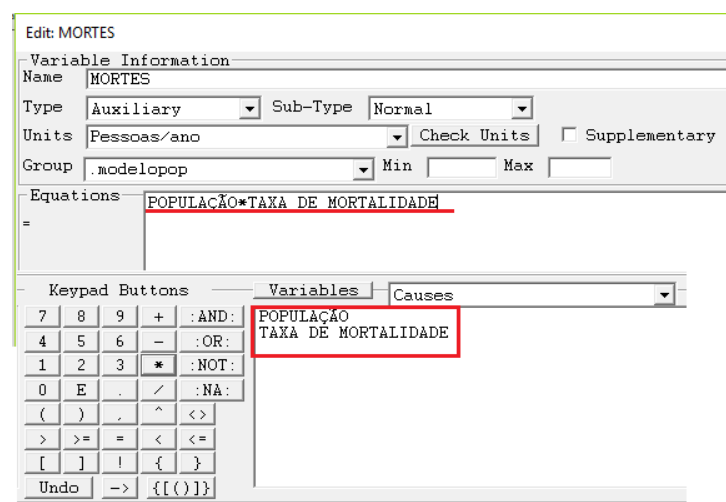 Edit: MORTES
Variable Information
Name MORTES
Type Auxiliary Sub-Type Normal
Units Pessoas/ano Check Units Supplementary
Group .modelopop Min Max
Equations
= POPULAÇÃO*TAXA DE MORTALIDADE
Keypad Buttons Variables Causes
7 8 9 + :AND: POPULAÇÃO
4 5 6 - :OR: TAXA DE MORTALIDADE
1 2 3 * :NOT:
0 E . / :NA:
( ) , ^ <>
> >= = < <=
[ ] ! { }
Undo -> {[()]}